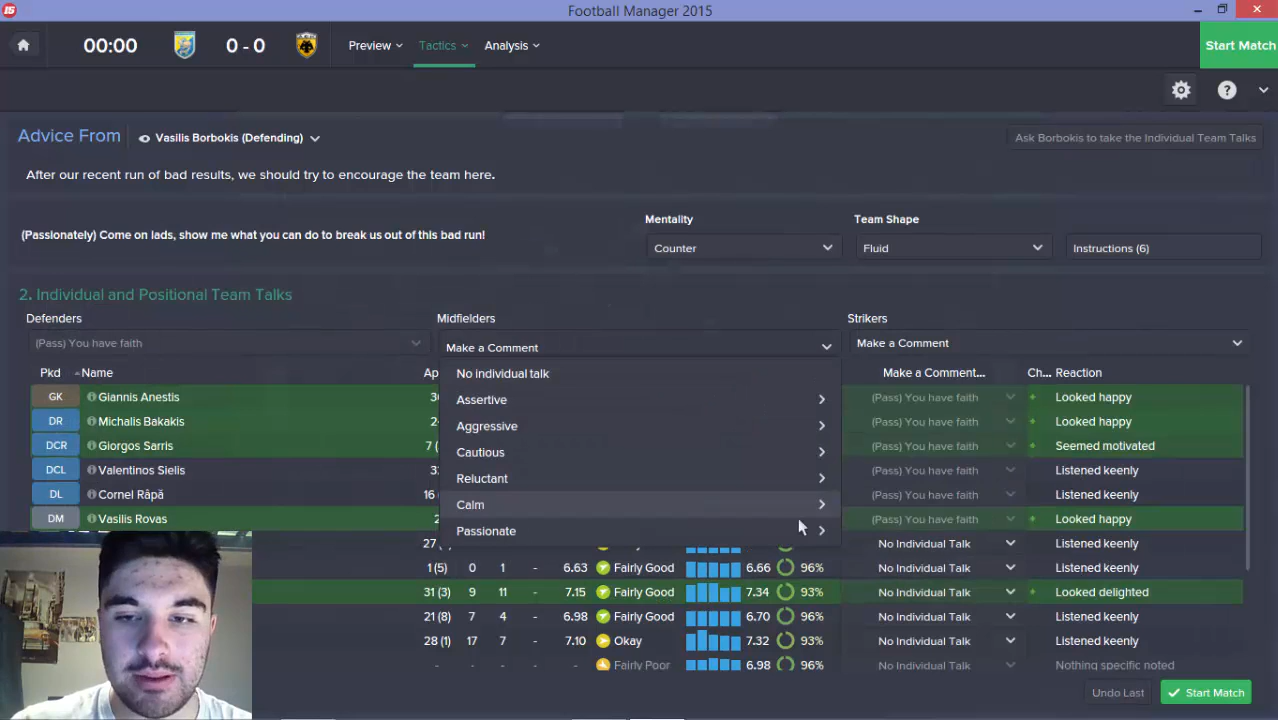 15 Football Manager 2015
00:00 0 - 0 Preview Tactics Analysis Start Match
?
Advice From Vasilis Borbokis (Defending) Ask Borbokis to take the Individual Team Talks
After our recent run of bad results, we should try to encourage the team here.
Mentality Team Shape
(Passionately) Come on lads, show me what you can do to break us out of this bad run!
Counter Fluid Instructions (6)
2. Individual and Positional Team Talks
Defenders Midfielders Strikers
(Pass) You have faith Make a Comment Make a Comment
Pkd Name Ap No individual talk Make a Comment... Ch... Reaction
GK Giannis Anestis Assertive (Pass) You have faith Looked happy
DR Michalis Bakakis Aggressive (Pass) You have faith Looked happy
DCR Giorgos Sarris 7 ( Cautious (Pass) You have faith Seemed motivated
DCL Valentinos Sielis Reluctant (Pass) You have faith Listened keenly
DL Cornel Râpă 16 Calm (Pass) You have faith Listened keenly
DM Vasilis Rovas Passionate (Pass) You have faith Looked happy
27 No Individual Talk Listened keenly
1 (5) 0 1 - 6.63 Fairly Good 6.66 96% No Individual Talk Listened keenly
31 (3) 9 11 - 7.15 Fairly Good 7.34 93% No Individual Talk Looked delighted
21 (8) 7 4 - 6.98 Fairly Good 6.70 96% No Individual Talk Listened keenly
28 (1) 17 7 - 7.10 Okay 7.32 93% No Individual Talk Listened keenly
- - - - - Fairly Poor 6.98 96% No Individual Talk Nothing specific noted
Undo Last Start Match